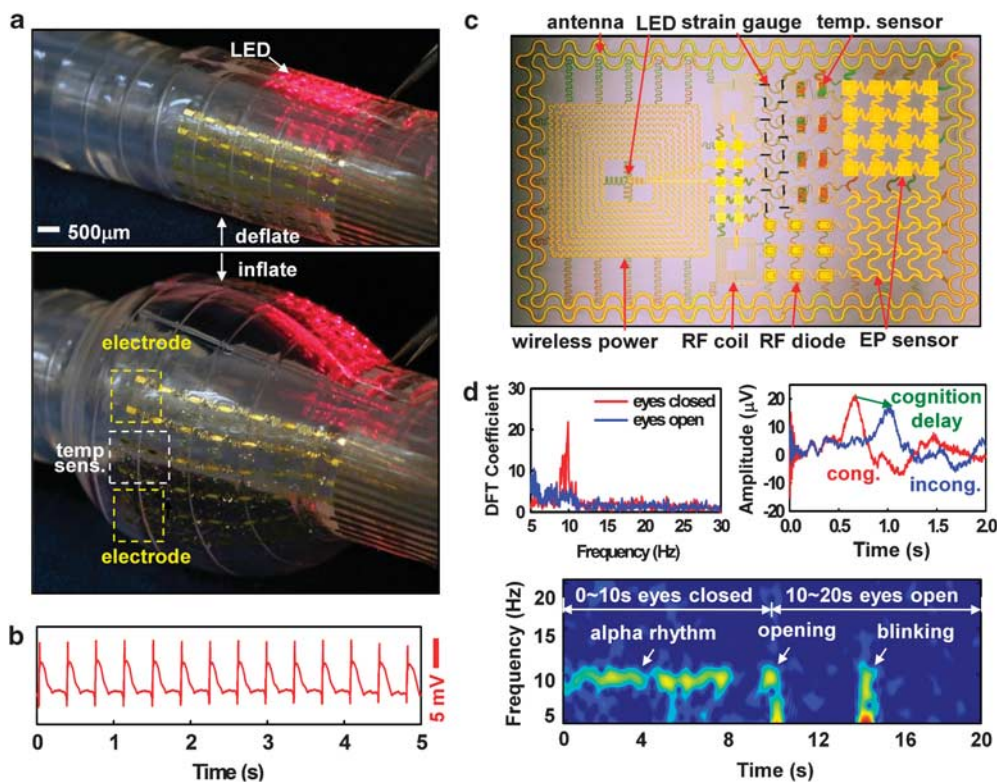 a
LED
500μm
deflate
inflate
electrode
temp
sens.
electrode
b
5 mV
0 1 2 3 4 5
Time (s)
c
antenna LED strain gauge temp. sensor
wireless power RF coil RF diode EP sensor
d
DFT Coefficient
30
20
10
0
eyes closed
eyes open
5 10 15 20 25 30
Frequency (Hz)
Amplitude (μV)
20
10
0
-10
-20
cognition
delay
cong.
incong.
0.0 0.5 1.0 1.5 2.0
Time (s)
Frequency (Hz)
20
15
10
5
0~10s eyes closed 10~20s eyes open
alpha rhythm opening blinking
0 4 8 12 16 20
Time (s)